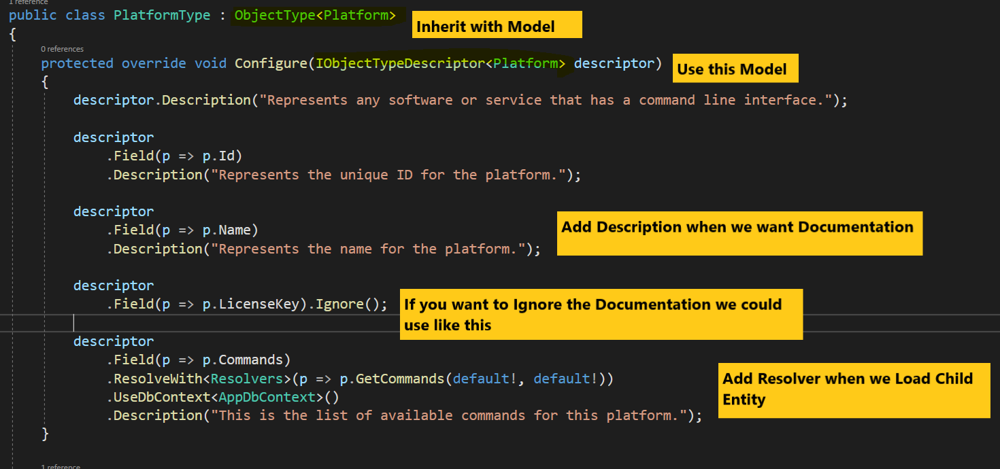 1 reference
public class PlatformType : ObjectType<Platform>
Inherit with Model
{
0 references
protected override void Configure(IObjectTypeDescriptor<Platform> descriptor)
Use this Model
{
descriptor.Description("Represents any software or service that has a command line interface.");
descriptor
.Field(p => p.Id)
.Description("Represents the unique ID for the platform.");
descriptor
.Field(p => p.Name)
.Description("Represents the name for the platform.");
Add Description when we want Documentation
descriptor
.Field(p => p.LicenseKey).Ignore();
If you want to Ignore the Documentation we could
use like this
descriptor
.Field(p => p.Commands)
.ResolveWith<Resolvers>(p => p.GetCommands(default!, default!))
.UseDbContext<AppDbContext>()
.Description("This is the list of available commands for this platform.");
Add Resolver when we Load Child
Entity
}
1 reference